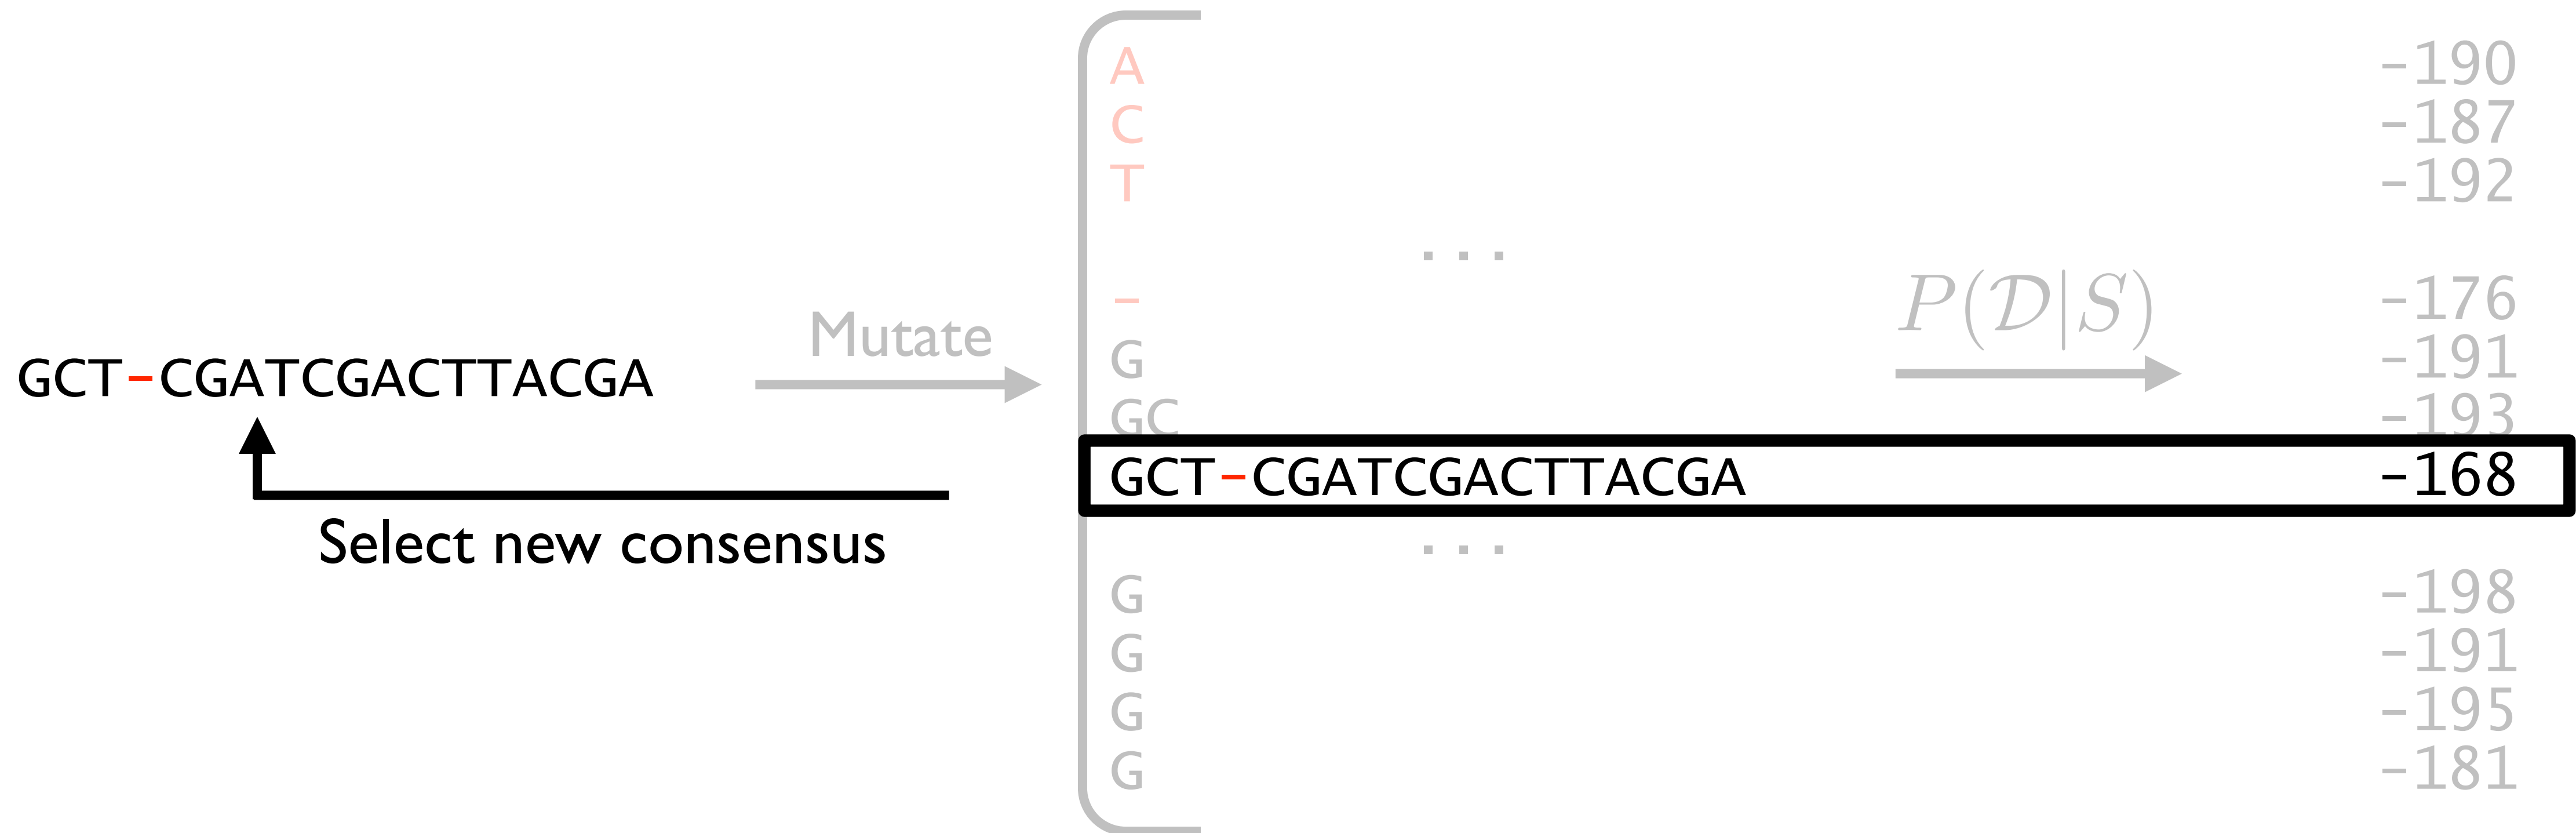 A -190
C -187
T -192
...
- -176
G -191
GC -193
GCT-CGATCGACTTACGA
Mutate
P(D|S)
GCT-CGATCGACTTACGA -168
Select new consensus
...
G -198
G -191
G -195
G -181